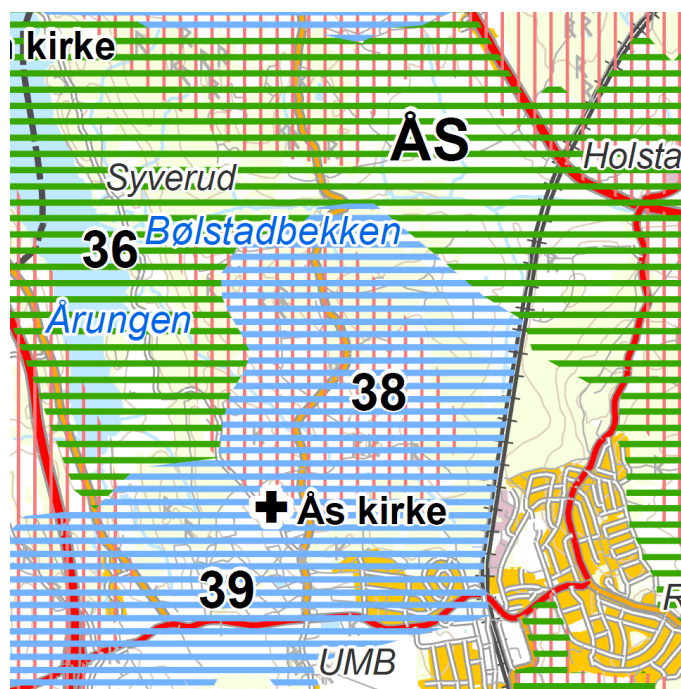 kirke
ÅS
Holsta
Syverud
36
Bølstadbekken
Årungen
38
Ås kirke
39
R
UMB